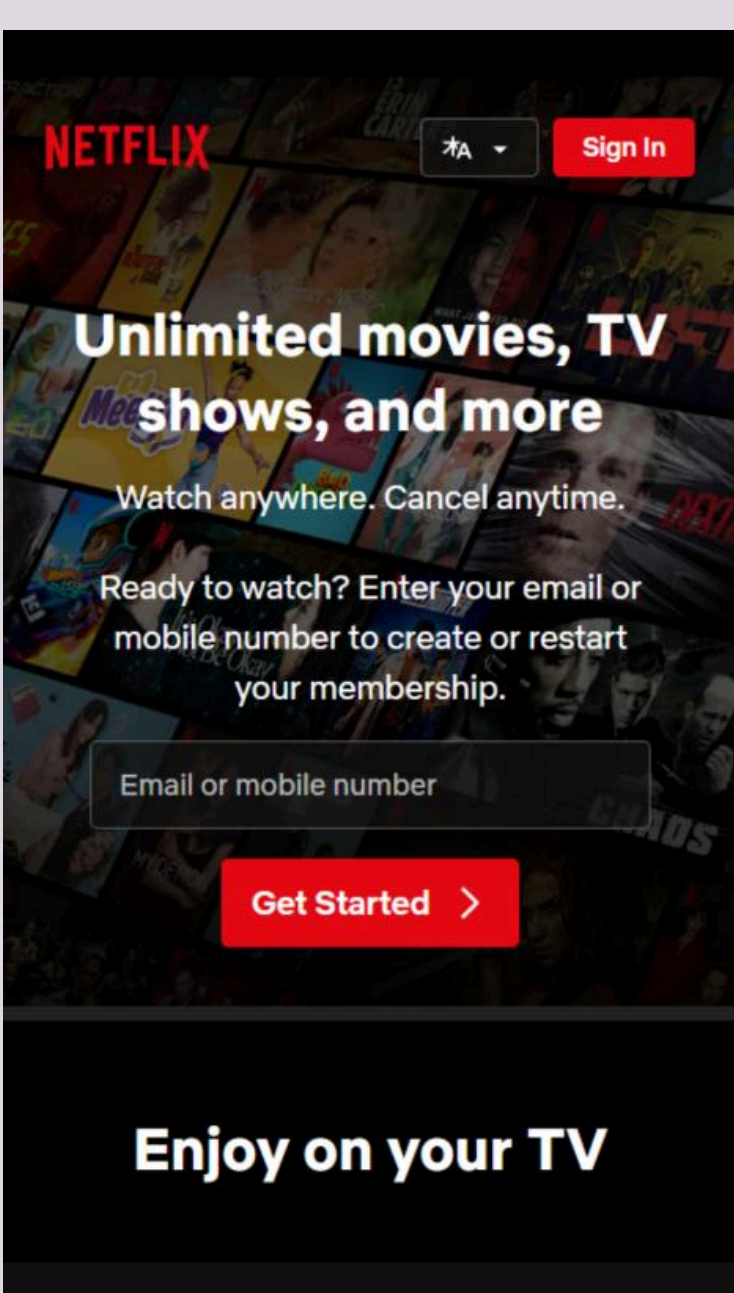 NETFLIX
Sign In
Unlimited movies, TV
shows, and more
Watch anywhere. Cancel anytime.
Ready to watch? Enter your email or
mobile number to create or restart
your membership.
Email or mobile number
Get Started
Enjoy on your TV